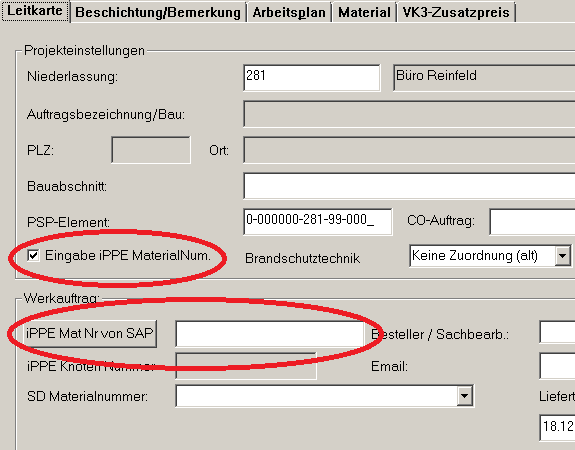 Leitkarte Beschichtung/Bemerkung Arbeitsplan Material VK3-Zusatzpreis
Projekteinstellungen
Niederlassung: 281 Büro Reinfeld
Auftragsbezeichnung/Bau:
PLZ: Ort:
Bauabschnitt:
PSP-Element: 0-000000-281-99-000_ CO-Auftrag:
Eingabe iPPE MaterialNum. Brandschutztechnik Keine Zuordnung (alt)
Werkauftrag:
iPPE Mat Nr von SAP Besteller / Sachbearb.:
iPPE Knoten Nummer Email:
SD Materialnummer: Liefert
18.12